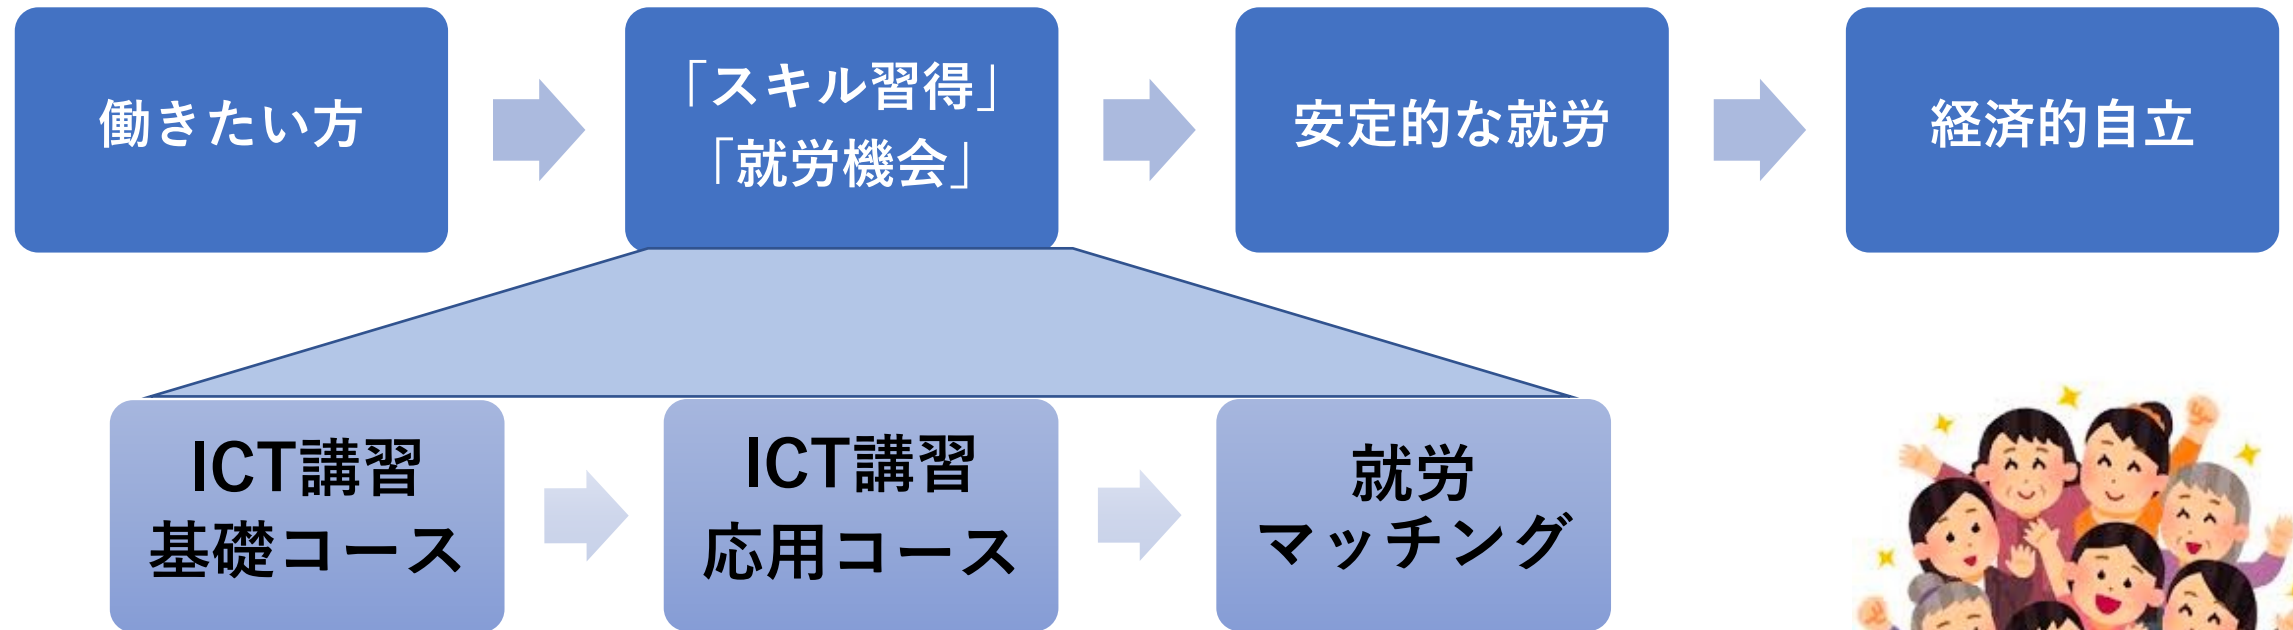 働きたい方
「スキル習得」
「就労機会」
安定的な就労
経済的自立
ICT講習
基礎コース
ICT講習
応用コース
就労
マッチング